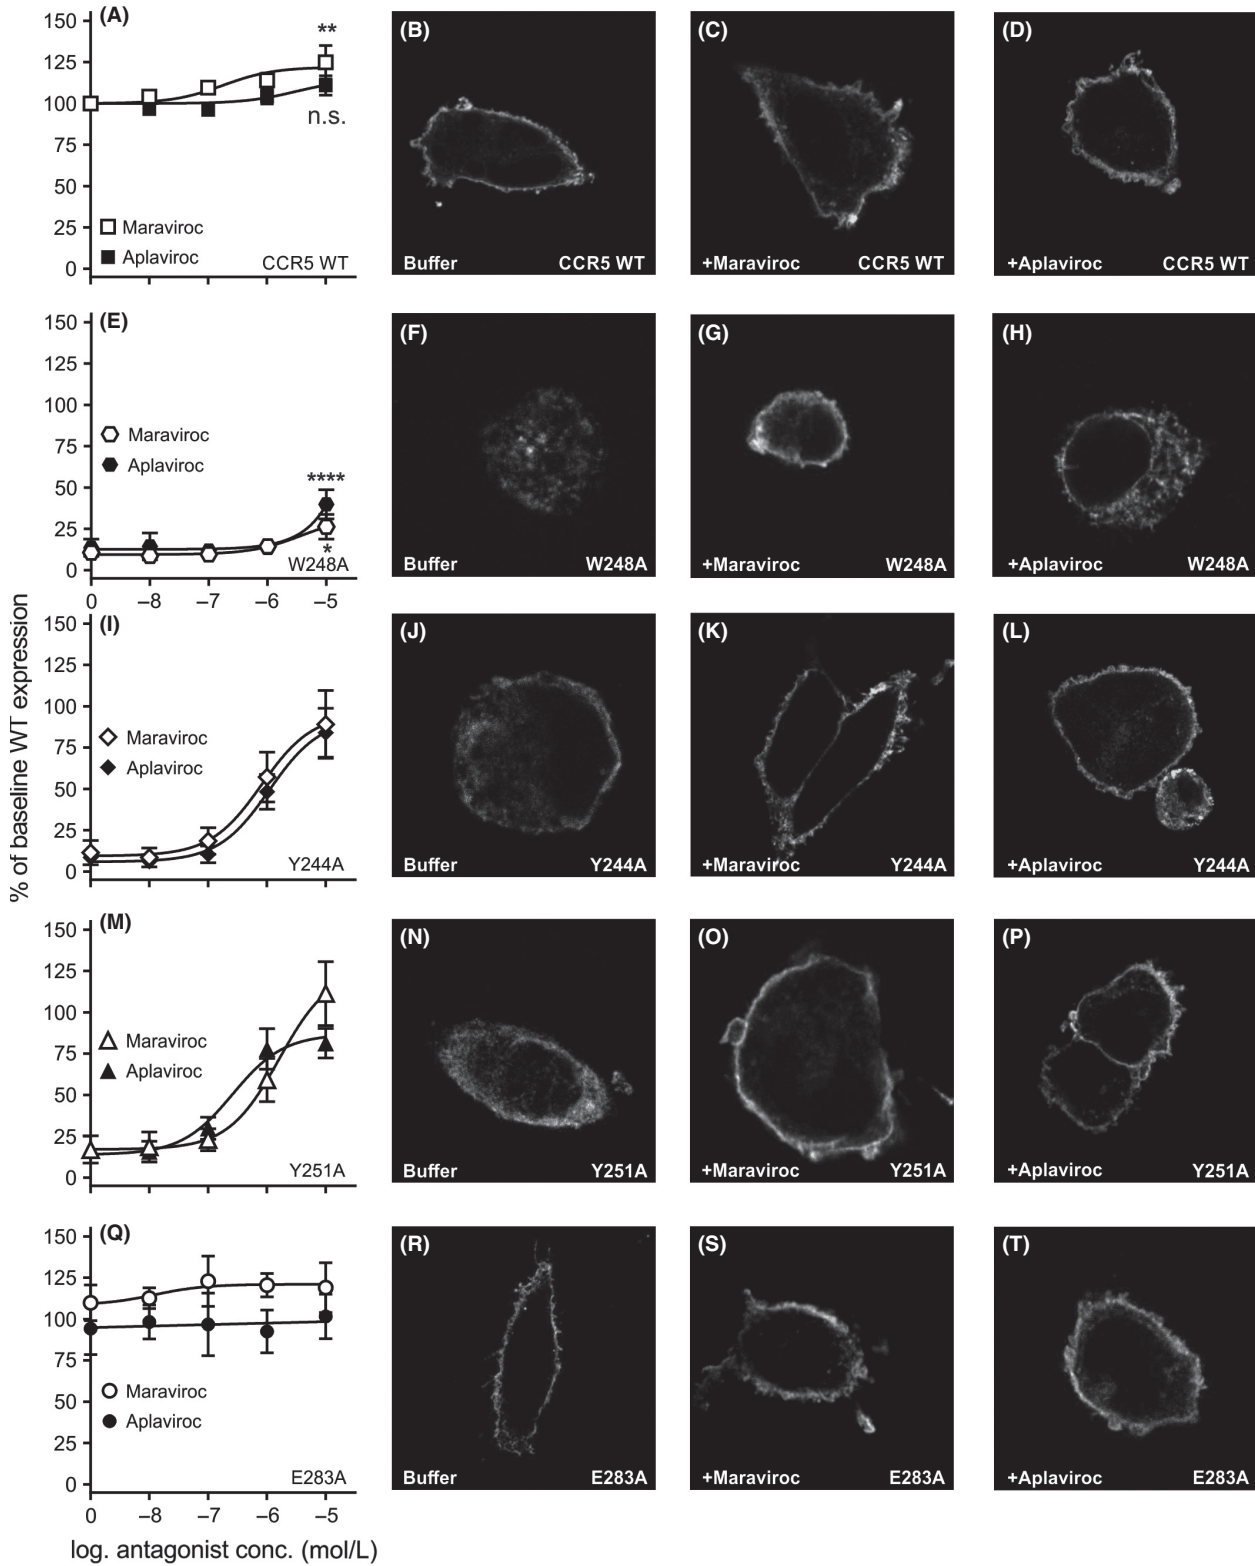 % of baseline WT expression
(A)
150
125
100
75
50
25
0
**
n.s.
Maraviroc
Aplaviroc
CCR5 WT
(B)
Buffer CCR5 WT
(C)
+Maraviroc CCR5 WT
(D)
+Aplaviroc CCR5 WT
(E)
150
125
100
75
50
25
0
Maraviroc
Aplaviroc
****
*
W248A
0 –8 –7 –6 –5
(F)
Buffer W248A
(G)
+Maraviroc W248A
(H)
+Aplaviroc W248A
(I)
150
125
100
75
50
25
0
Maraviroc
Aplaviroc
Y244A
(J)
Buffer Y244A
(K)
+Maraviroc Y244A
(L)
+Aplaviroc Y244A
(M)
150
125
100
75
50
25
0
Maraviroc
Aplaviroc
Y251A
(N)
Buffer Y251A
(O)
+Maraviroc Y251A
(P)
+Aplaviroc Y251A
(Q)
150
125
100
75
50
25
0
Maraviroc
Aplaviroc
E283A
0 –8 –7 –6 –5
log. antagonist conc. (mol/L)
(R)
Buffer E283A
(S)
+Maraviroc E283A
(T)
+Aplaviroc E283A